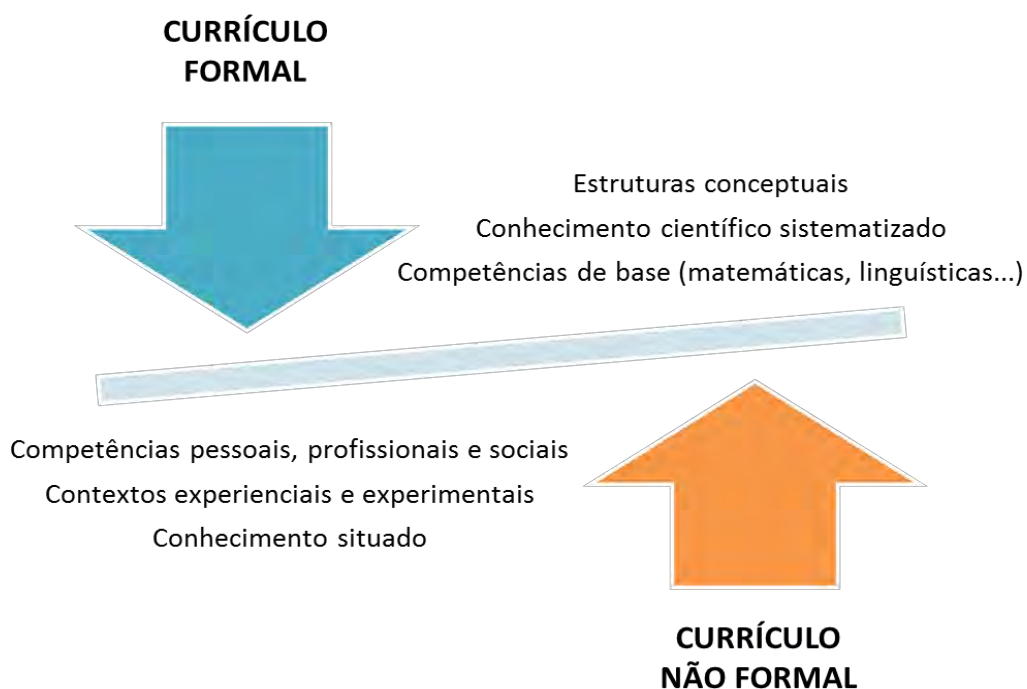 CURRÍCULO
FORMAL
Estruturas conceptuais
Conhecimento científico sistematizado
Competências de base (matemáticas, linguísticas...)
Competências pessoais, profissionais e sociais
Contextos experienciais e experimentais
Conhecimento situado
CURRÍCULO
NÃO FORMAL